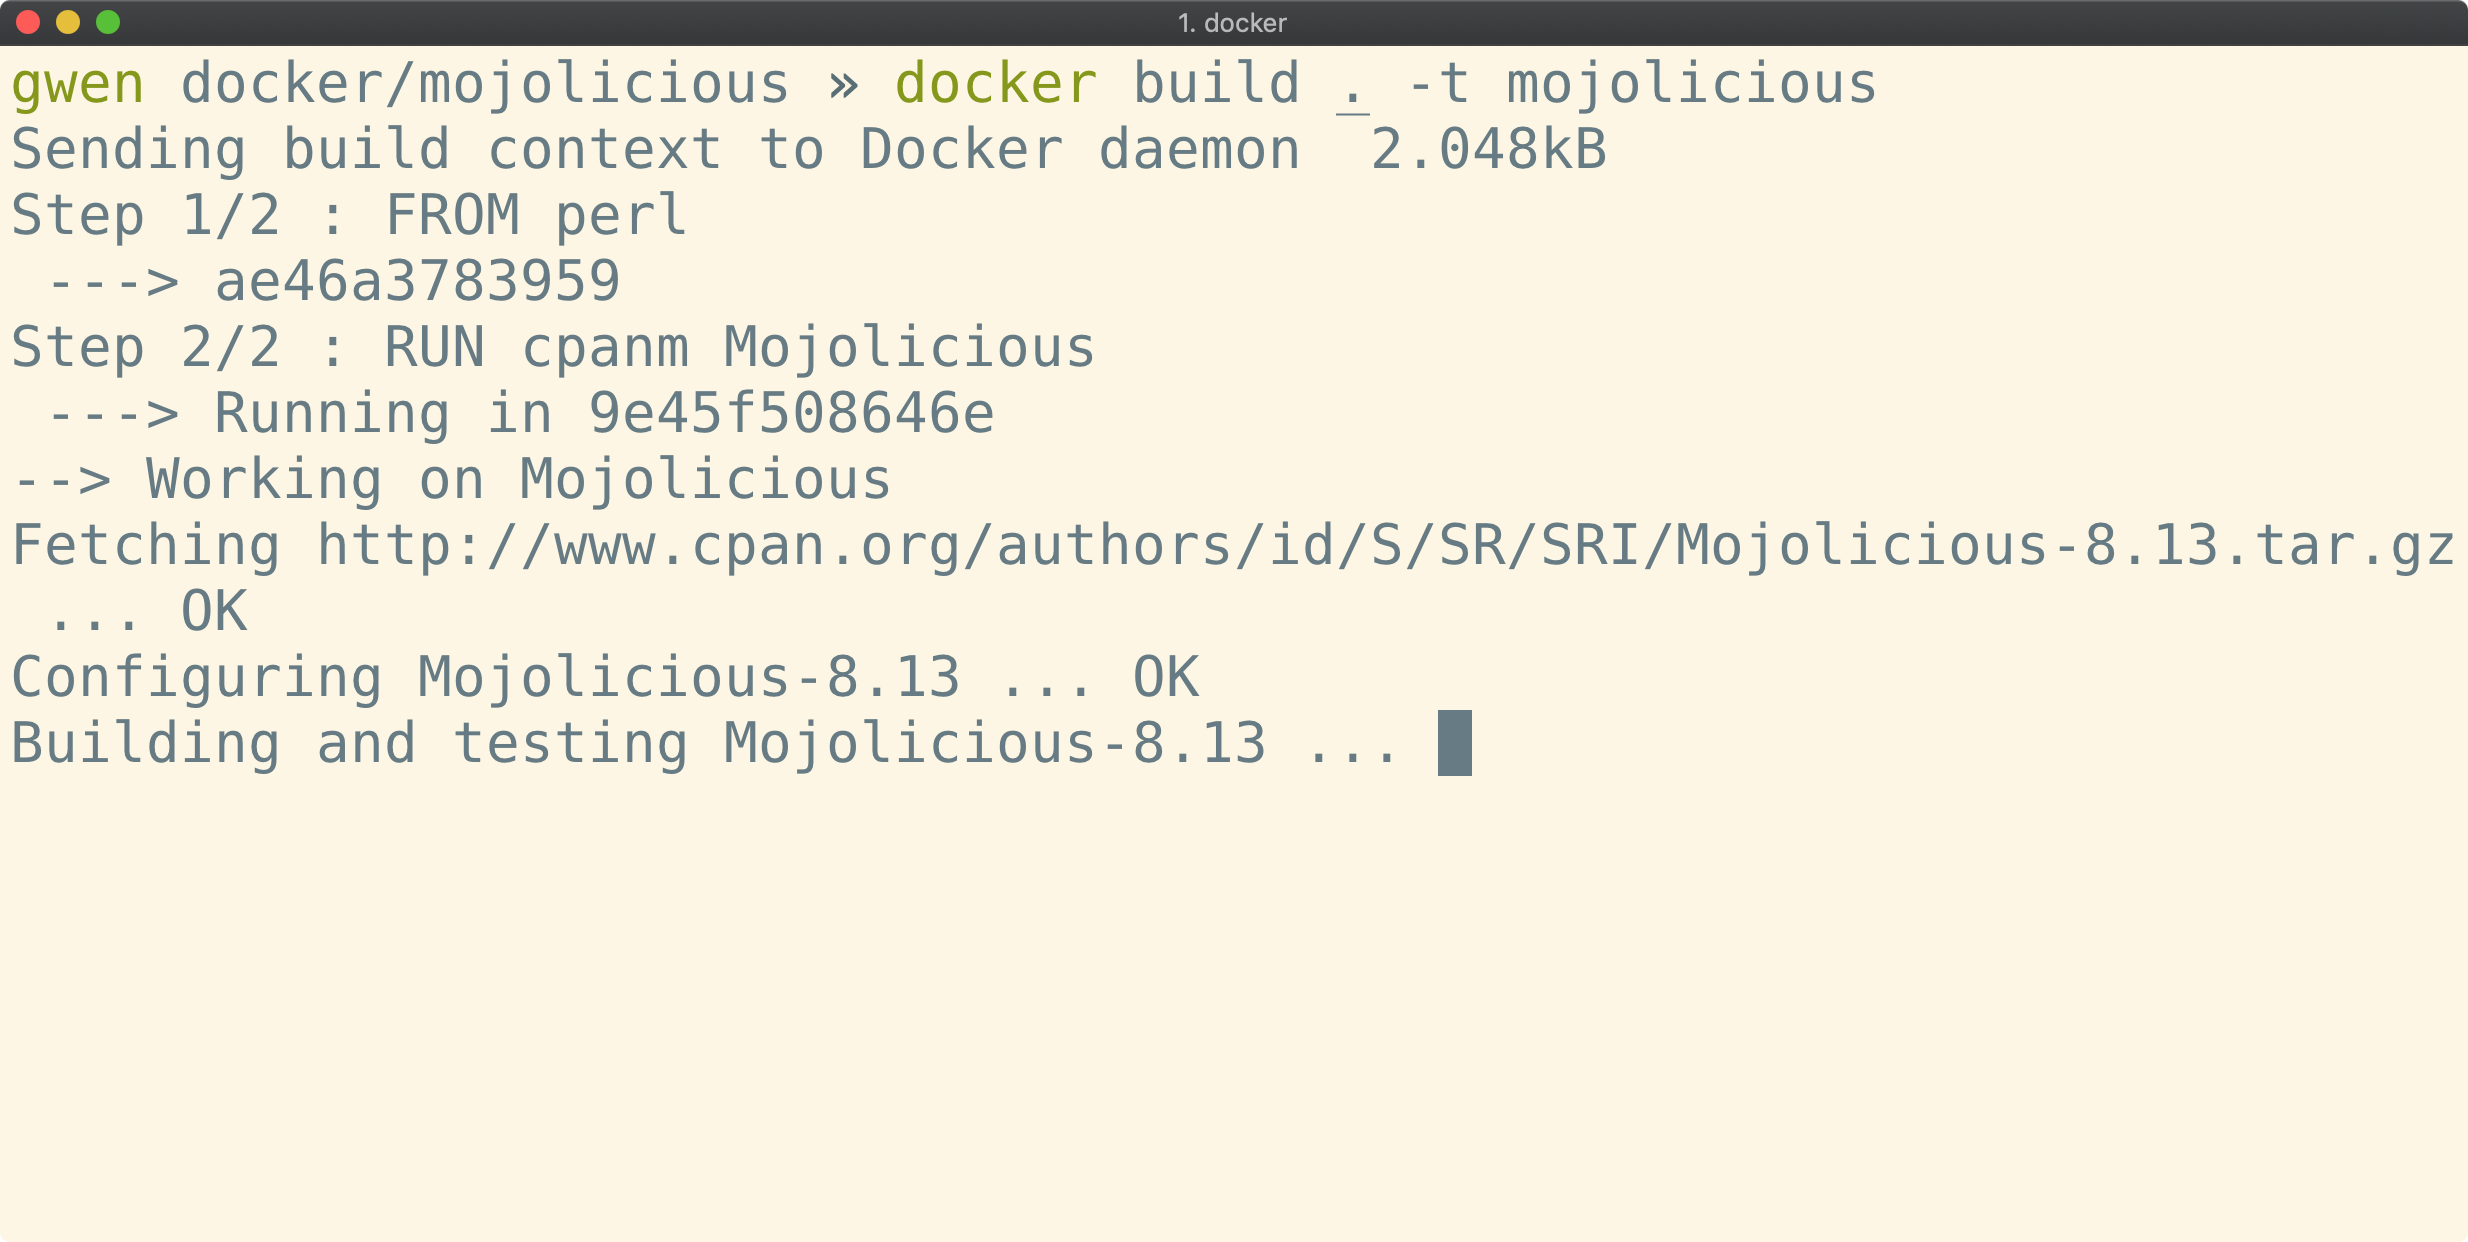 1. docker
gwen docker/mojolicious » docker build . -t mojolicious
Sending build context to Docker daemon  2.048kB
Step 1/2 : FROM perl
 ---> ae46a3783959
Step 2/2 : RUN cpanm Mojolicious
 ---> Running in 9e45f508646e
--> Working on Mojolicious
Fetching http://www.cpan.org/authors/id/S/SR/SRI/Mojolicious-8.13.tar.gz
 ... OK
Configuring Mojolicious-8.13 ... OK
Building and testing Mojolicious-8.13 ...